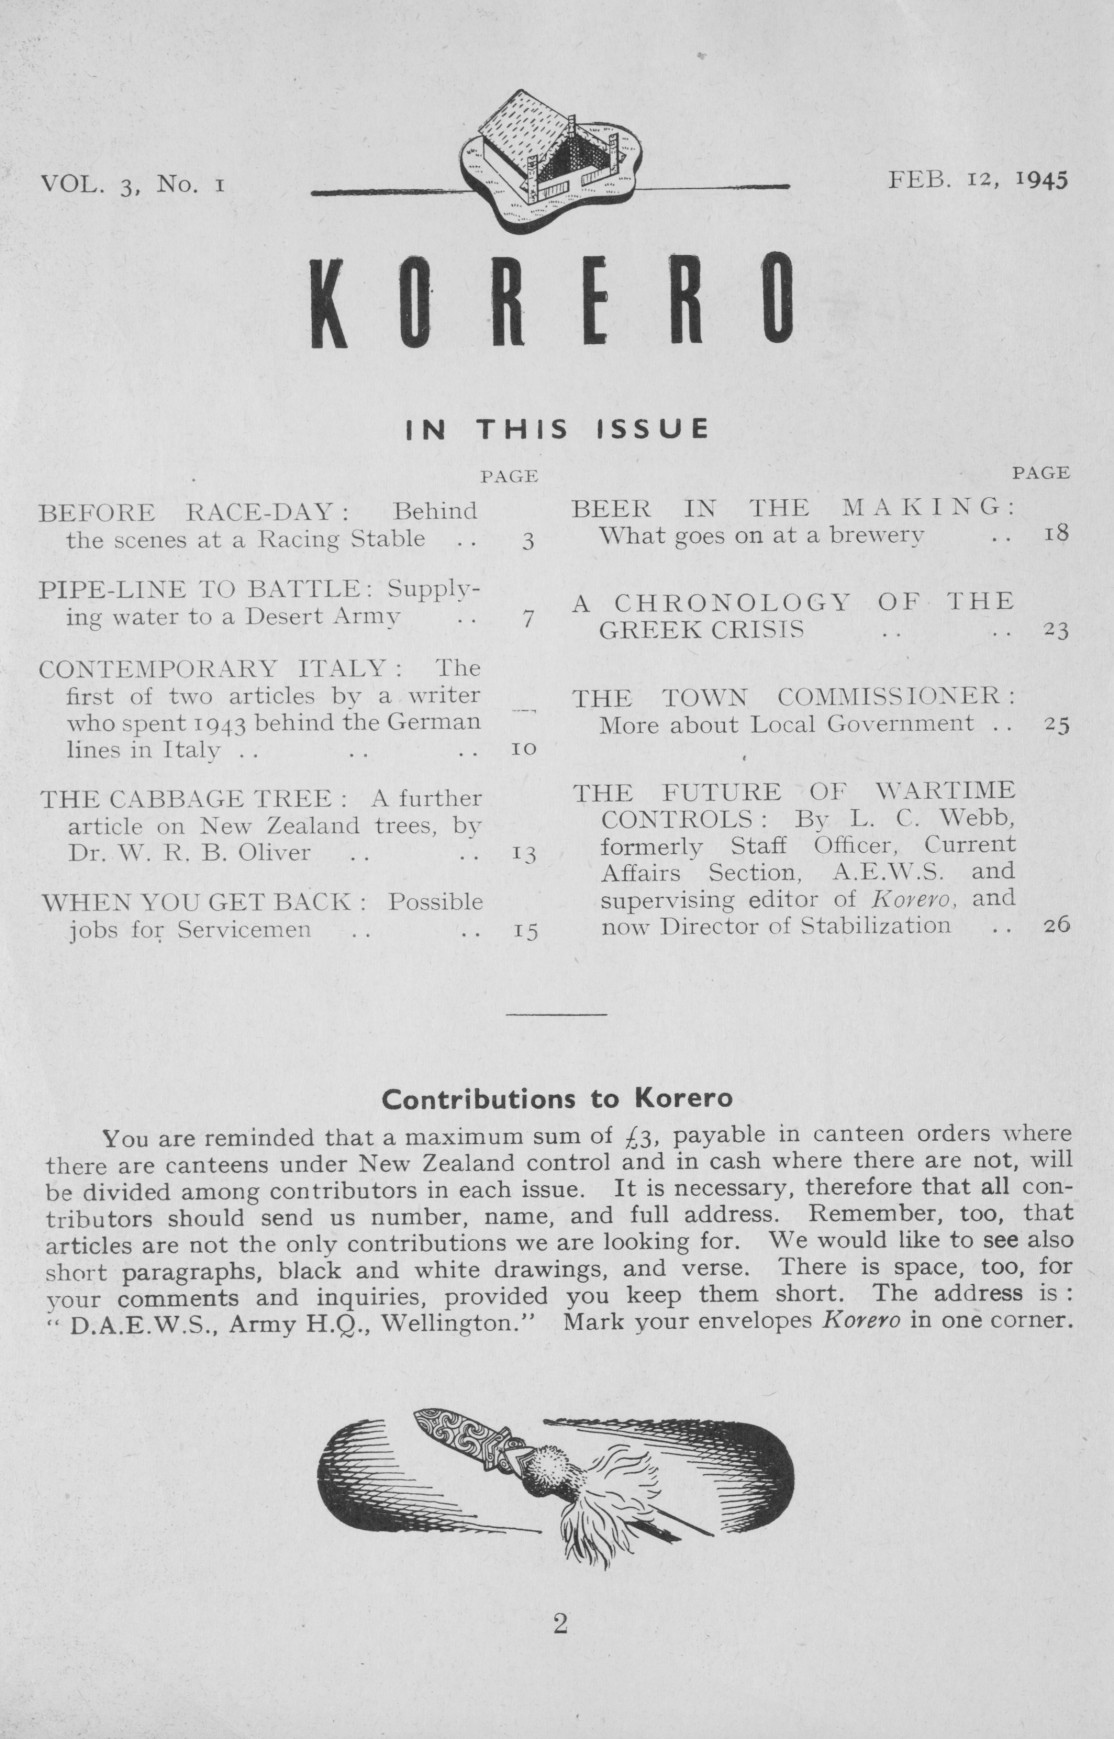 VOL. 3, No. 1
FEB. 12, 1945
KORERO
IN THIS ISSUE
PAGE
BEFORE RACE-DAY : Behind
the scenes at a Racing Stable .. 3
PIPE-LINE TO BATTLE : Supply-
ing water to a Desert Army .. 7
CONTEMPORARY ITALY : The
first of two articles by a writer
who spent 1943 behind the German
lines in Italy .. .. .. 10
THE CABBAGE TREE : A further
article on New Zealand trees, by
Dr. W. R. B. Oliver .. .. 13
WHEN YOU GET BACK : Possible
jobs for Servicemen .. .. 15
PAGE
BEER IN THE MAKING :
What goes on at a brewery .. 18
A CHRONOLOGY OF THE
GREEK CRISIS .. .. 23
THE TOWN COMMISSIONER :
More about Local Government .. 25
THE FUTURE OF WARTIME
CONTROLS : By L. C. Webb,
formerly Staff Officer, Current
Affairs Section, A.E.W.S. and
supervising editor of Korero, and
now Director of Stabilization .. 26
Contributions to Korero
You are reminded that a maximum sum of £3, payable in canteen orders where
there are canteens under New Zealand control and in cash where there are not, will
be divided among contributors in each issue. It is necessary, therefore that all con-
tributors should send us number, name, and full address. Remember, too, that
articles are not the only contributions we are looking for. We would like to see also
short paragraphs, black and white drawings, and verse. There is space, too, for
your comments and inquiries, provided you keep them short. The address is :
“ D.A.E.W.S., Army H.Q., Wellington.” Mark your envelopes Korero in one corner.
2